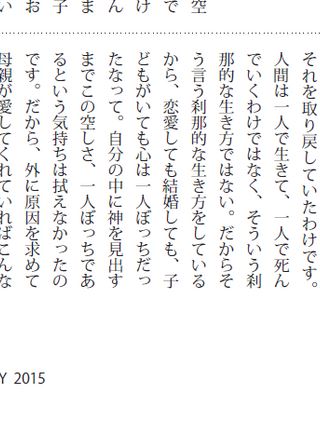 空
で
け
ん
ま
子
お
い
それを取り戻していたわけです。
人間は一人で生きて、一人で死ん
でいくわけではなく、そういう刹
那的な生き方ではない。だからそ
う言う刹那的な生き方をしている
から、恋愛しても結婚しても、子
どもがいても心は一人ぼっちだっ
たなって。自分の中に神を見出す
までこの空しさ、一人ぼっちであ
るという気持ちは拭えなかったの
です。だから、外に原因を求めて
母親が愛してくれていればこんな
Y 2015